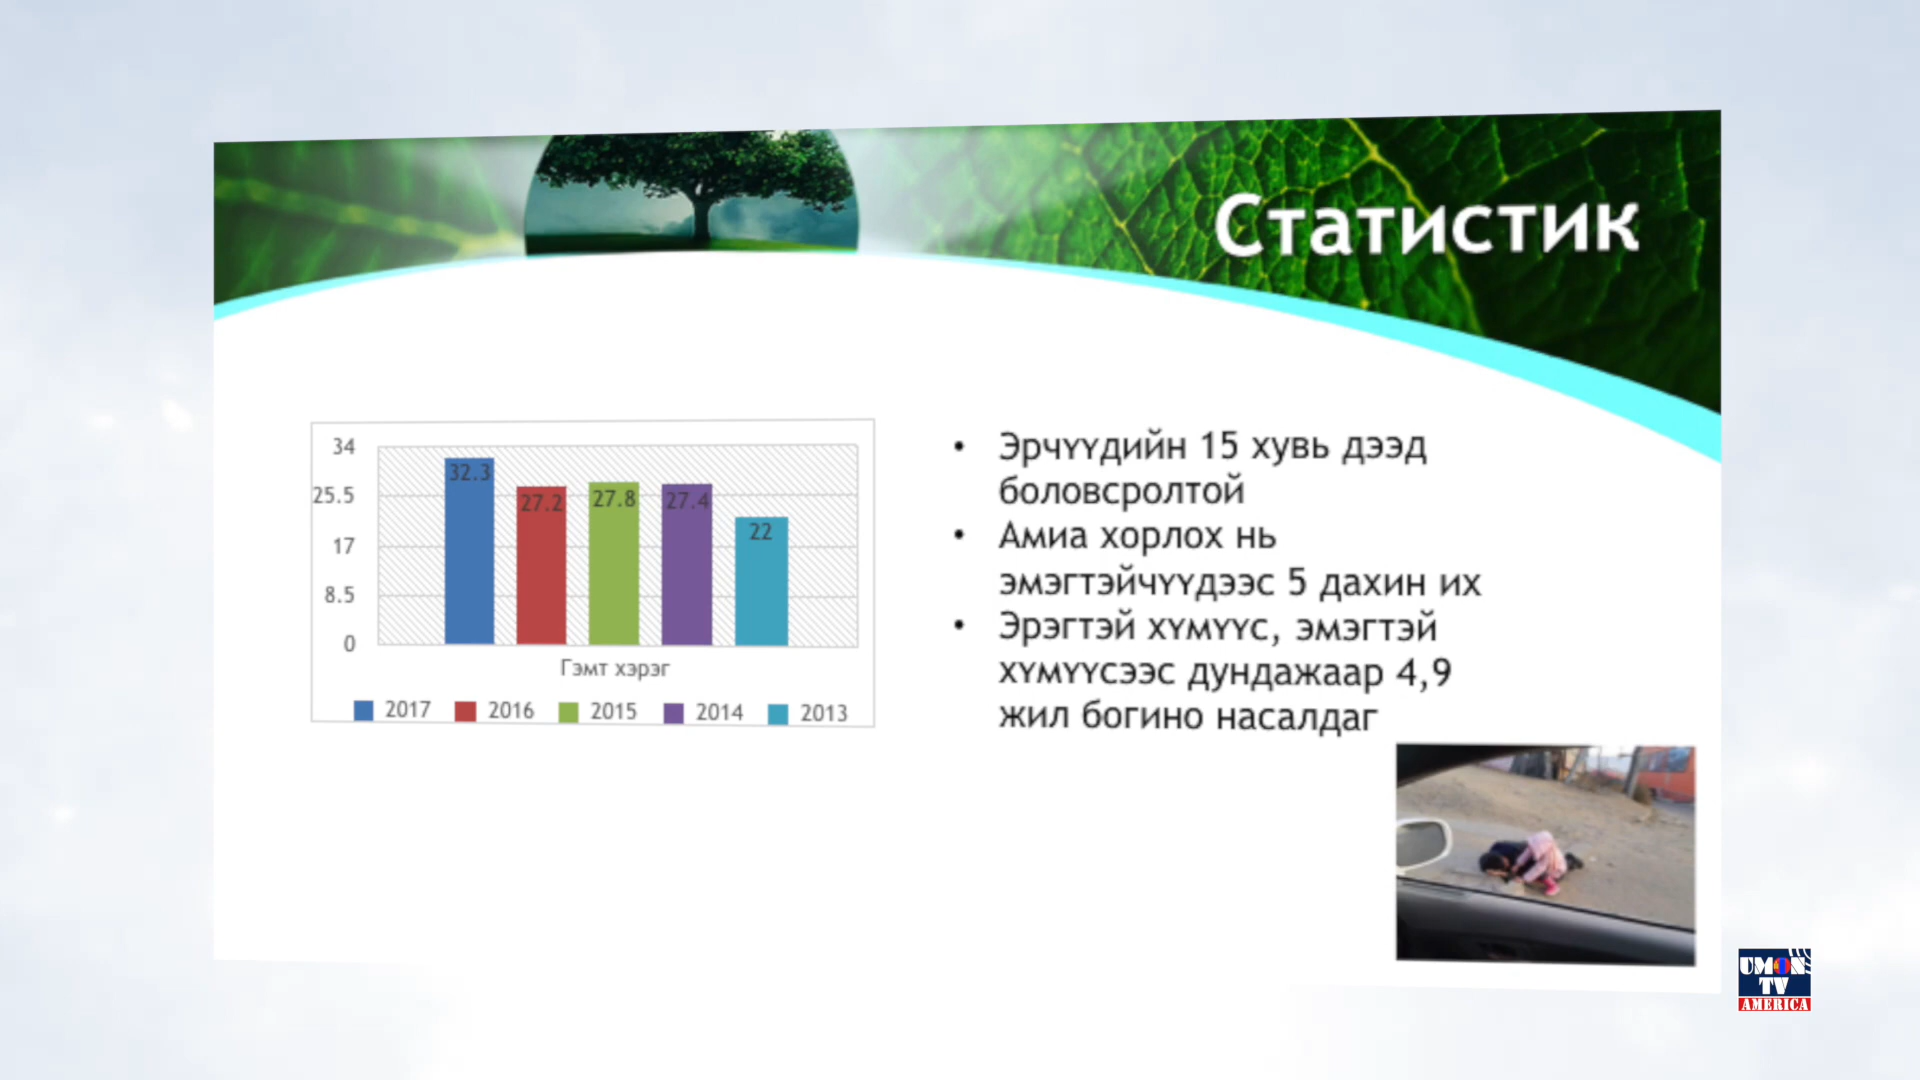 Статистик
34
25.5
17
8.5
0
32.3
27.2
27.8
27.4
22
Гэмт хэрэг
2017 2016 2015 2014 2013
• Эрчүүдийн 15 хувь дээд
боловсролтой
• Амиа хорлох нь
эмэгтэйчүүдээс 5 дахин их
• Эрэгтэй хүмүүс, эмэгтэй
хүмүүсээс дундажаар 4,9
жил богино насалдаг
UMON
TV
AMERICA